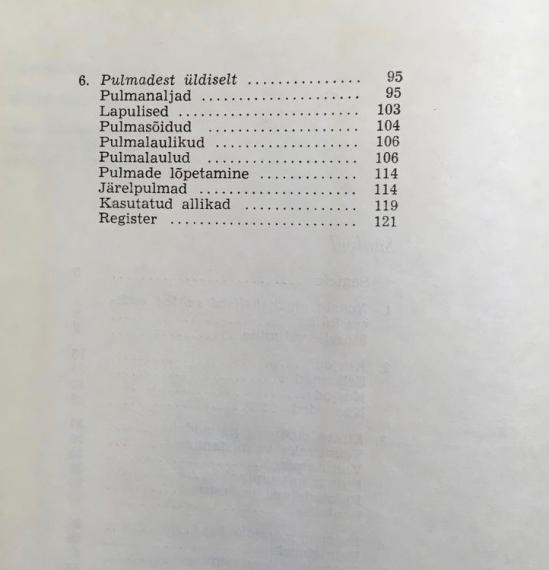 6. Pulmadest üldiselt ............... 95
Pulmanaljad ..................... 95
Lapulised ........................ 103
Pulmasõidud .................... 104
Pulmalaulikud ................... 106
Pulmalaulud .................... 106
Pulmade lõpetamine ............. 114
Järelpulmad ..................... 114
Kasutatud allikad ............... 119
Register ......................... 121